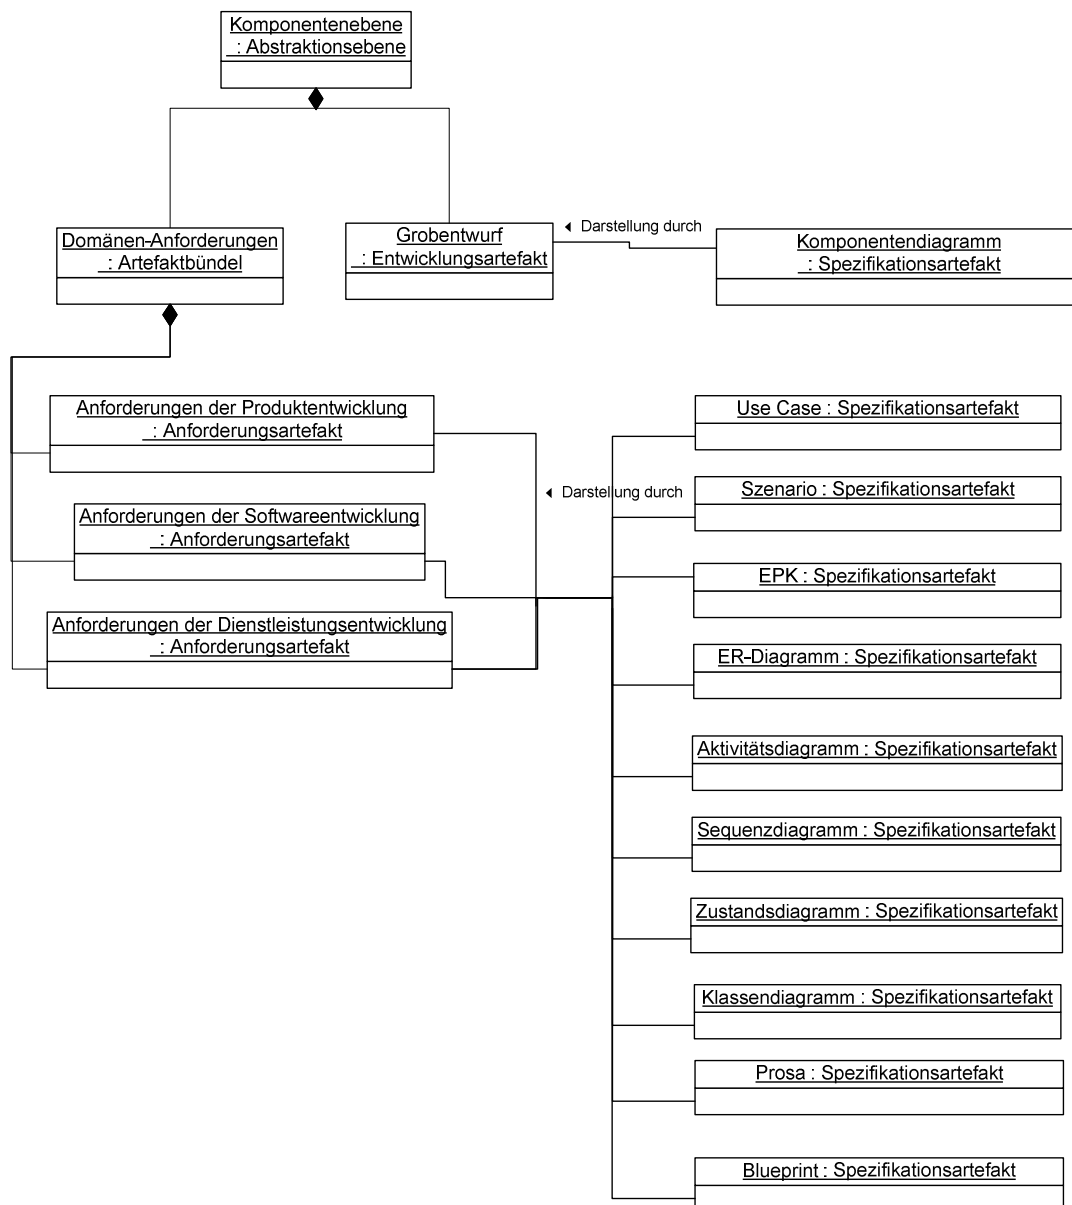 Komponentenebene
: Abstraktionsebene
Domänen-Anforderungen
: Artefaktbündel
Grobentwurf
: Entwicklungsartefakt
◄ Darstellung durch
Komponentendiagramm
: Spezifikationsartefakt
Anforderungen der Produktentwicklung
: Anforderungsartefakt
Anforderungen der Softwareentwicklung
: Anforderungsartefakt
Anforderungen der Dienstleistungsentwicklung
: Anforderungsartefakt
◄ Darstellung durch
Use Case : Spezifikationsartefakt
Szenario : Spezifikationsartefakt
EPK : Spezifikationsartefakt
ER-Diagramm : Spezifikationsartefakt
Aktivitätsdiagramm : Spezifikationsartefakt
Sequenzdiagramm : Spezifikationsartefakt
Zustandsdiagramm : Spezifikationsartefakt
Klassendiagramm : Spezifikationsartefakt
Prosa : Spezifikationsartefakt
Blueprint : Spezifikationsartefakt